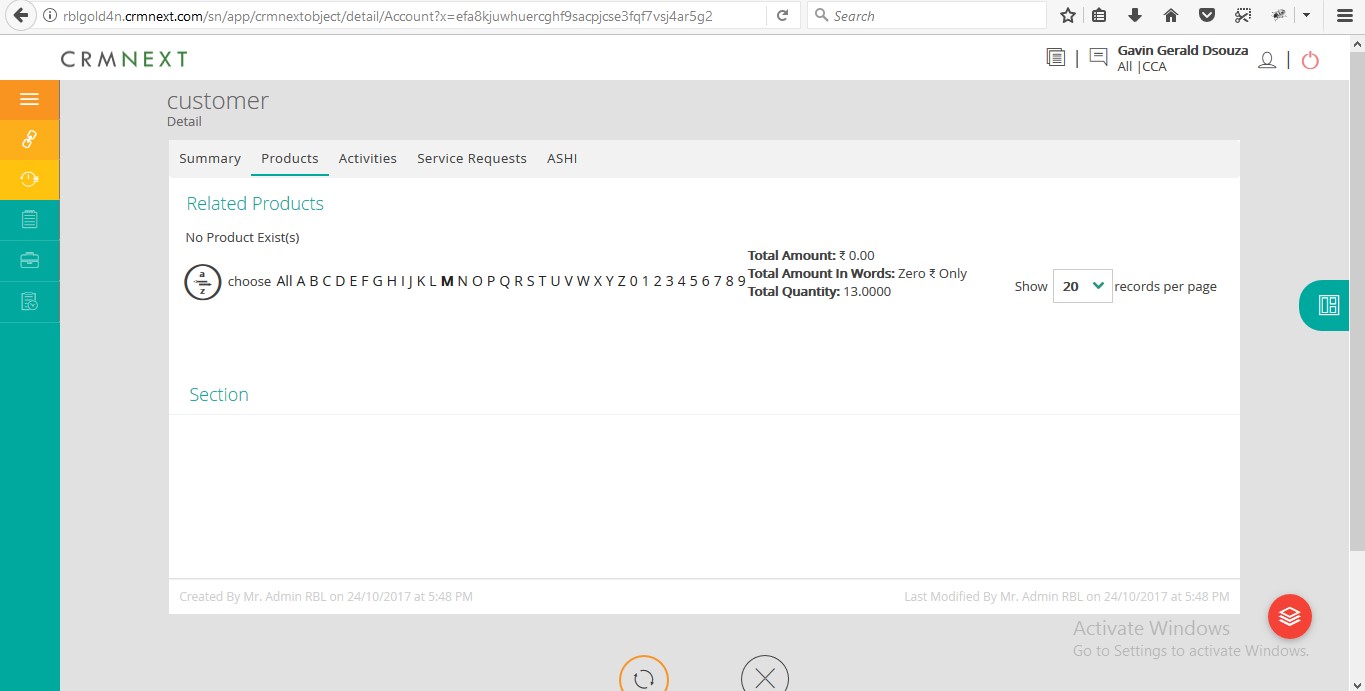 rblgold4n.crmnext.com/sn/app/crmnextobject/detail/Account?x=efa8kjuwhuercghf9sacpjcse3fqf7vsj4ar5g2
Search
CRMNEXT
Gavin Gerald Dsouza
All |CCA
customer
Detail
Summary Products Activities Service Requests ASHI
Related Products
No Product Exist(s)
a
z
choose All A B C D E F G H I J K L M N O P Q R S T U V W X Y Z 0 1 2 3 4 5 6 7 8 9
Total Amount: ₹ 0.00
Total Amount In Words: Zero ₹ Only
Total Quantity: 13.0000
Show 20 records per page
Section
Created By Mr. Admin RBL on 24/10/2017 at 5:48 PM
Last Modified By Mr. Admin RBL on 24/10/2017 at 5:48 PM
Activate Windows
Go to Settings to activate Windows.